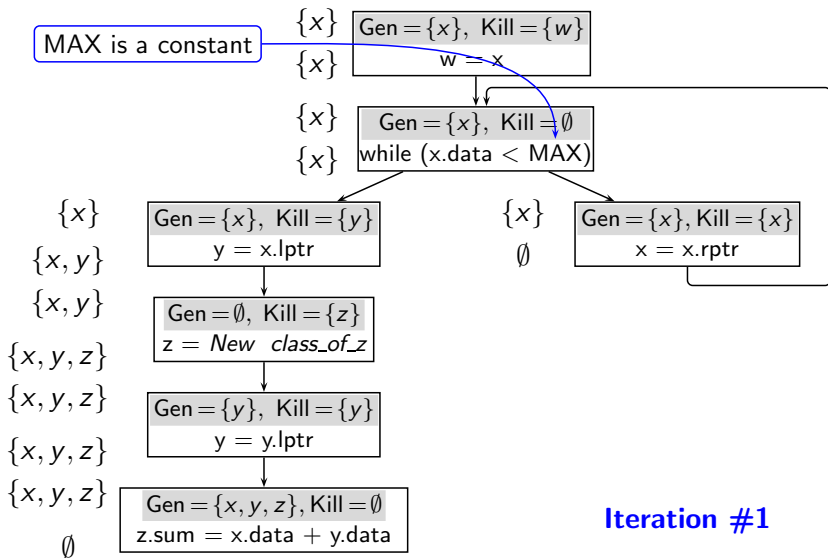 {x}
Gen = {x}, Kill = {w}
MAX is a constant
{x}
w = x
{x}
Gen = {x}, Kill = ∅
{x}
while (x.data < MAX)
{x}
Gen = {x}, Kill = {y}
{x, y}
y = x.lptr
{x}
Gen = {x}, Kill = {x}
∅
x = x.rptr
{x, y}
Gen = ∅, Kill = {z}
{x, y, z}
z = New class_of_z
{x, y, z}
Gen = {y}, Kill = {y}
{x, y, z}
y = y.lptr
{x, y, z}
Gen = {x, y, z}, Kill = ∅
∅
z.sum = x.data + y.data
Iteration #1